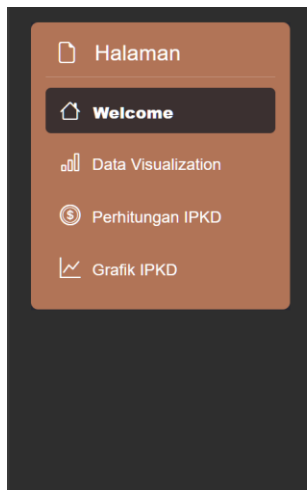 Halaman
Welcome
Data Visualization
Perhitungan IPKD
Grafik IPKD